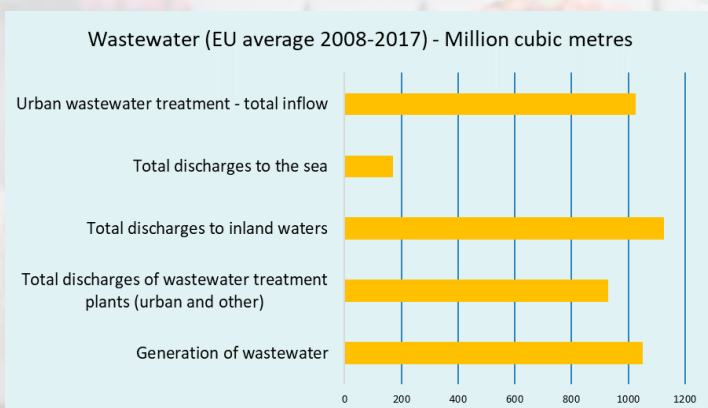 Wastewater (EU average 2008-2017) - Million cubic metres
Urban wastewater treatment - total inflow
Total discharges to the sea
Total discharges to inland waters
Total discharges of wastewater treatment
plants (urban and other)
Generation of wastewater
0 200 400 600 800 1000 1200